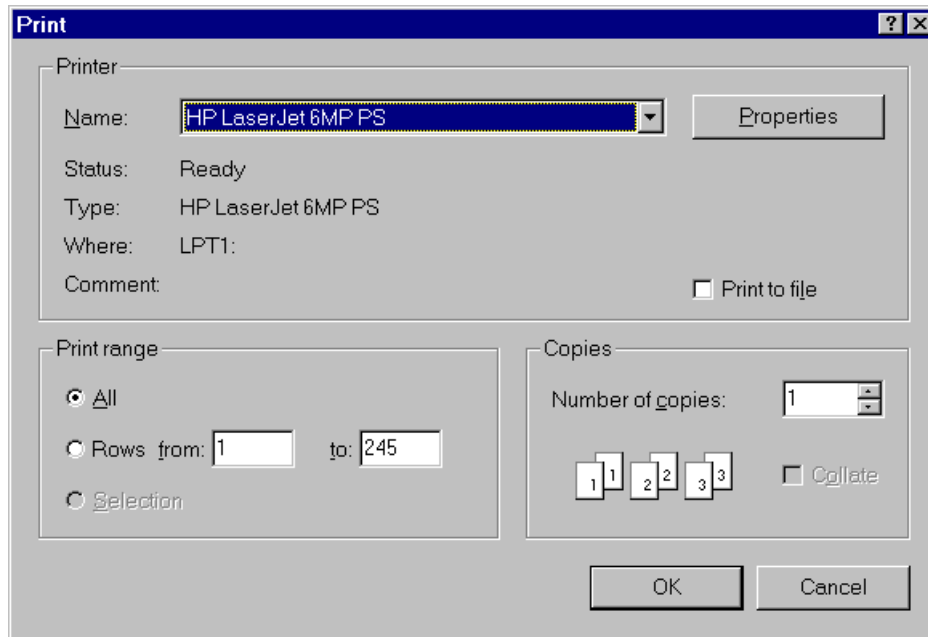 Print
Printer
Name: HP LaserJet 6MP PS Properties
Status: Ready
Type: HP LaserJet 6MP PS
Where: LPT1:
Comment:
Print to file
Print range
All
Rows from: 1 to: 245
Selection
Copies
Number of copies: 1
1 1 2 2 3 3 Collate
OK Cancel